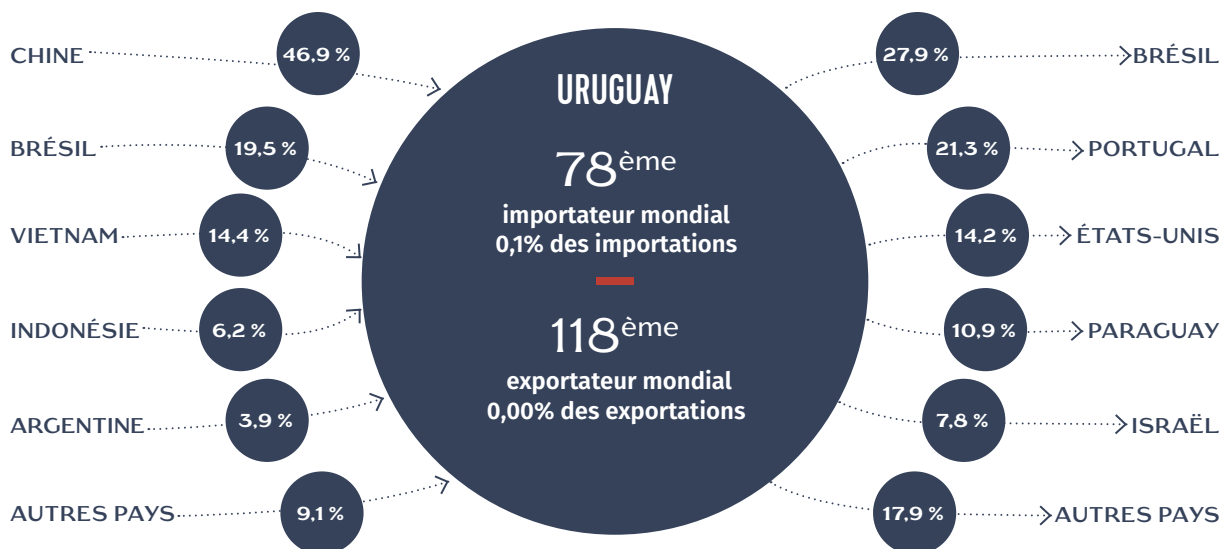 CHINE
46,9 %
BRÉSIL
19,5 %
VIETNAM
14,4 %
INDONÉSIE
6,2 %
ARGENTINE
3,9 %
AUTRES PAYS
9,1 %
URUGUAY
78ème
importateur mondial
0,1% des importations
118ème
exportateur mondial
0,00% des exportations
27,9 %
BRÉSIL
21,3 %
PORTUGAL
14,2 %
ÉTATS-UNIS
10,9 %
PARAGUAY
7,8 %
ISRAËL
17,9 %
AUTRES PAYS